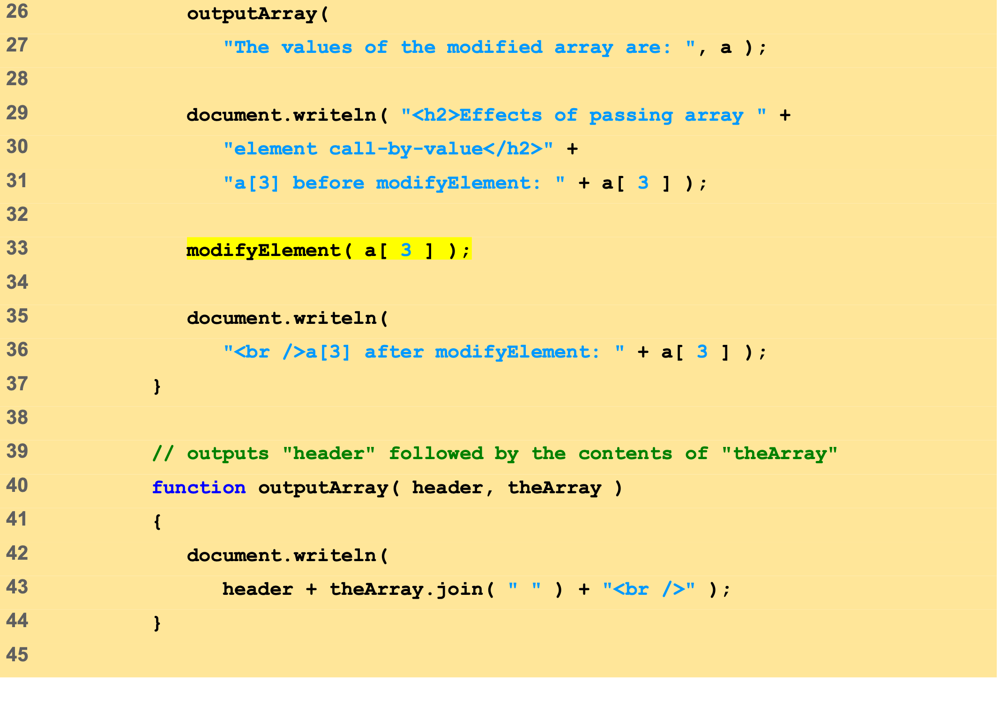 26 outputArray(
27 "The values of the modified array are: ", a );
28
29 document.writeln( "<h2>Effects of passing array " +
30 "element call-by-value</h2>" +
31 "a[3] before modifyElement: " + a[ 3 ] );
32
33 modifyElement( a[ 3 ] );
34
35 document.writeln(
36 "<br />a[3] after modifyElement: " + a[ 3 ] );
37 }
38
39 // outputs "header" followed by the contents of "theArray"
40 function outputArray( header, theArray )
41 {
42 document.writeln(
43 header + theArray.join( " " ) + "<br />" );
44 }
45